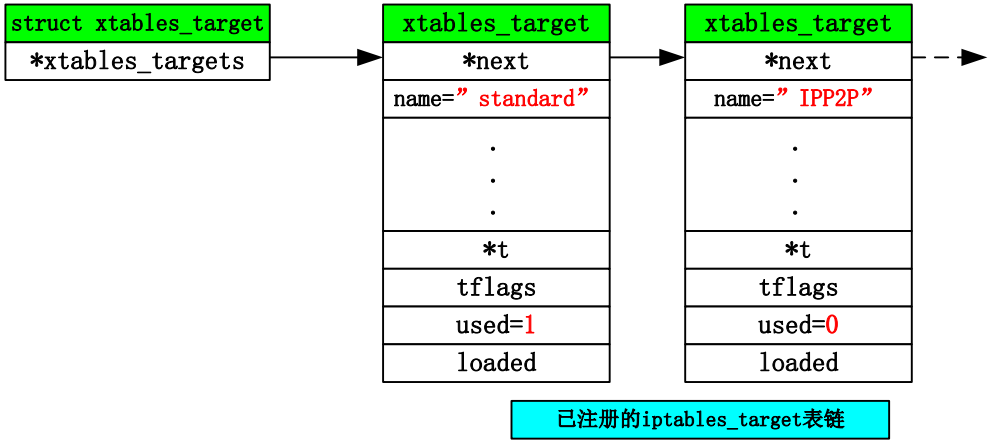 struct xtables_target
*xtables_targets
xtables_target
*next
name=”standard”
.
.
.
*t
tflags
used=1
loaded
xtables_target
*next
name=”IPP2P”
.
.
.
*t
tflags
used=0
loaded
已注册的iptables_target表链